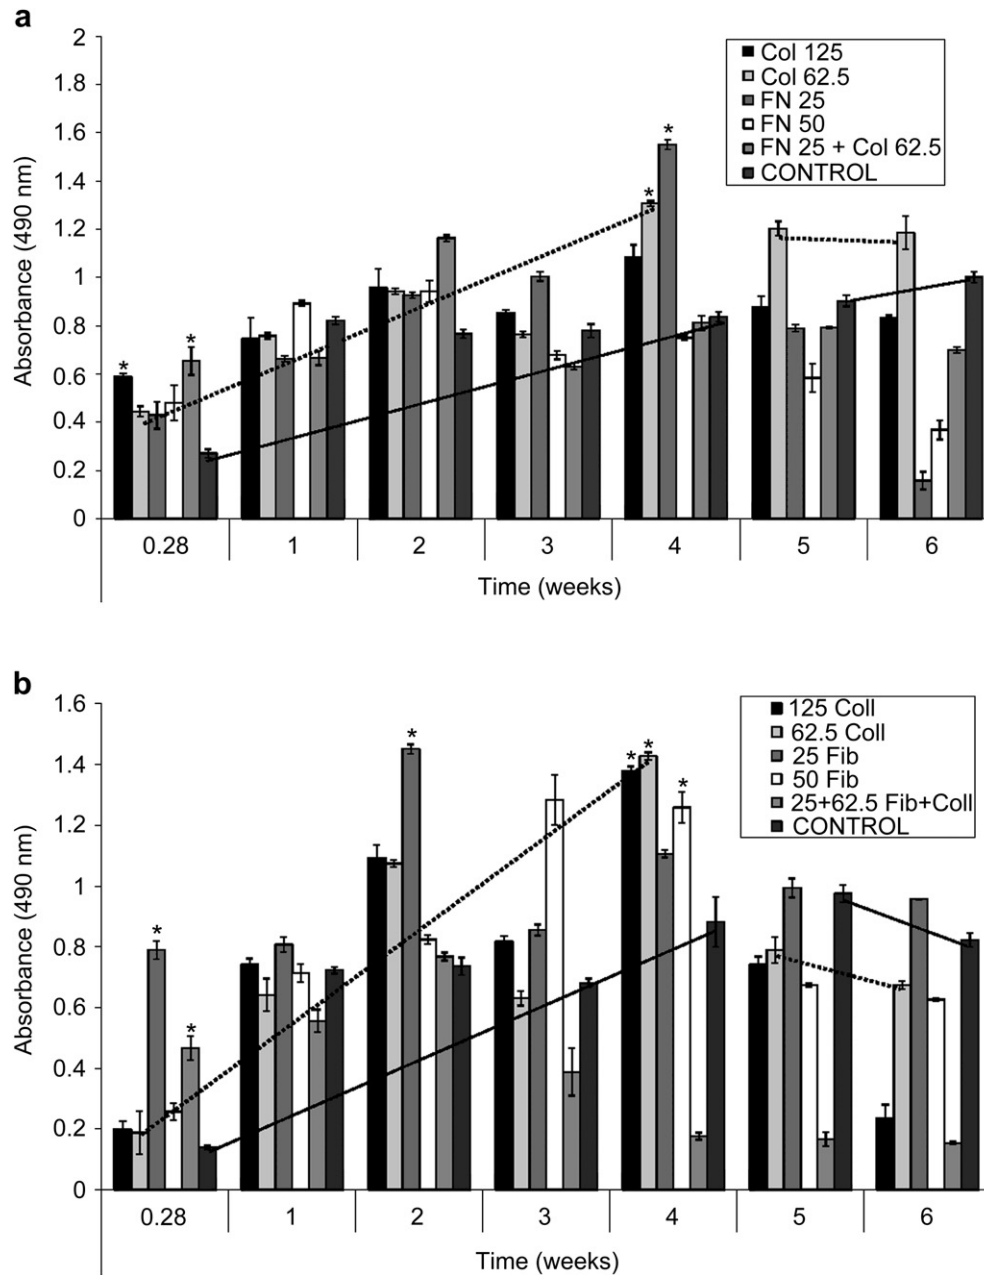 a
2
1.8
1.6
1.4
1.2
1
0.8
0.6
0.4
0.2
0
Absorbance (490 nm)
Col 125
Col 62.5
FN 25
FN 50
FN 25 + Col 62.5
CONTROL
* * * *
0.28 1 2 3 4 5 6
Time (weeks)
b
1.6
1.4
1.2
1
0.8
0.6
0.4
0.2
0
Absorbance (490 nm)
125 Coll
62.5 Coll
25 Fib
50 Fib
25+62.5 Fib+Coll
CONTROL
* * * * * *
0.28 1 2 3 4 5 6
Time (weeks)